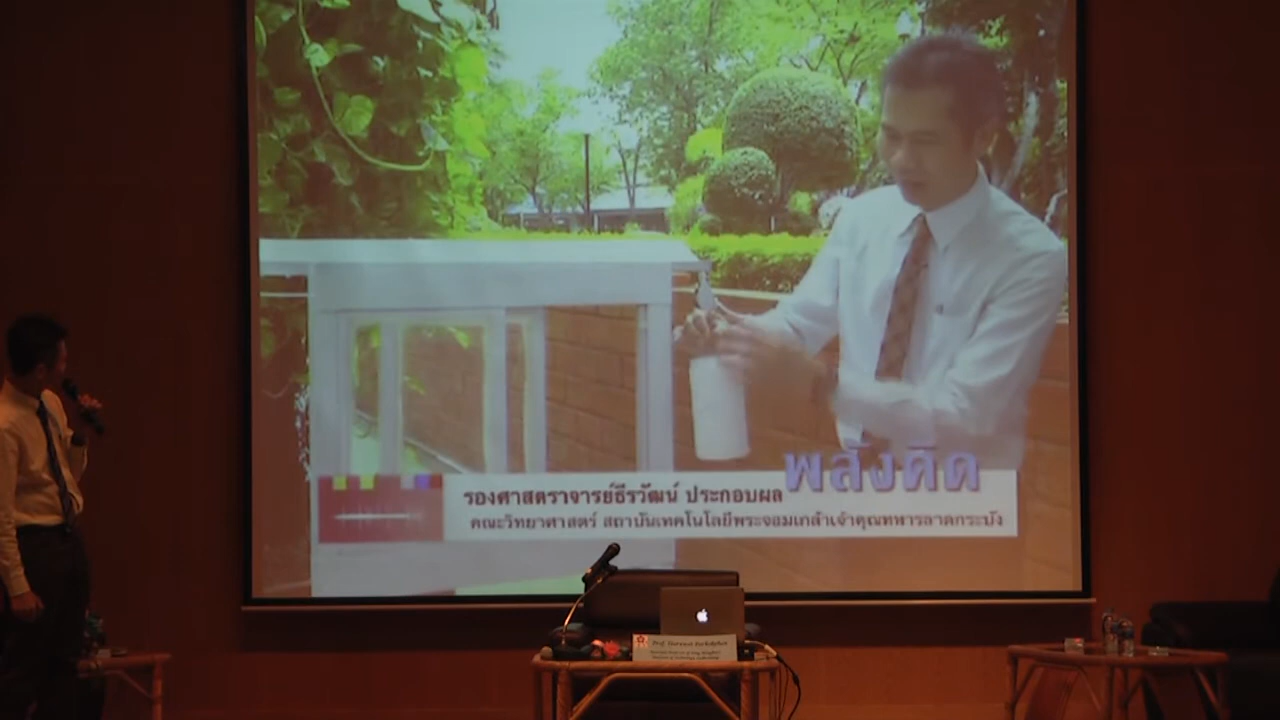 พลังคิด
รองศาสตราจารย์ธีรวัฒน์ ประกอบผล
คณะวิทยาศาสตร์ สถาบันเทคโนโลยีพระจอมเกล้าเจ้าคุณทหารลาดกระบัง
Prof.